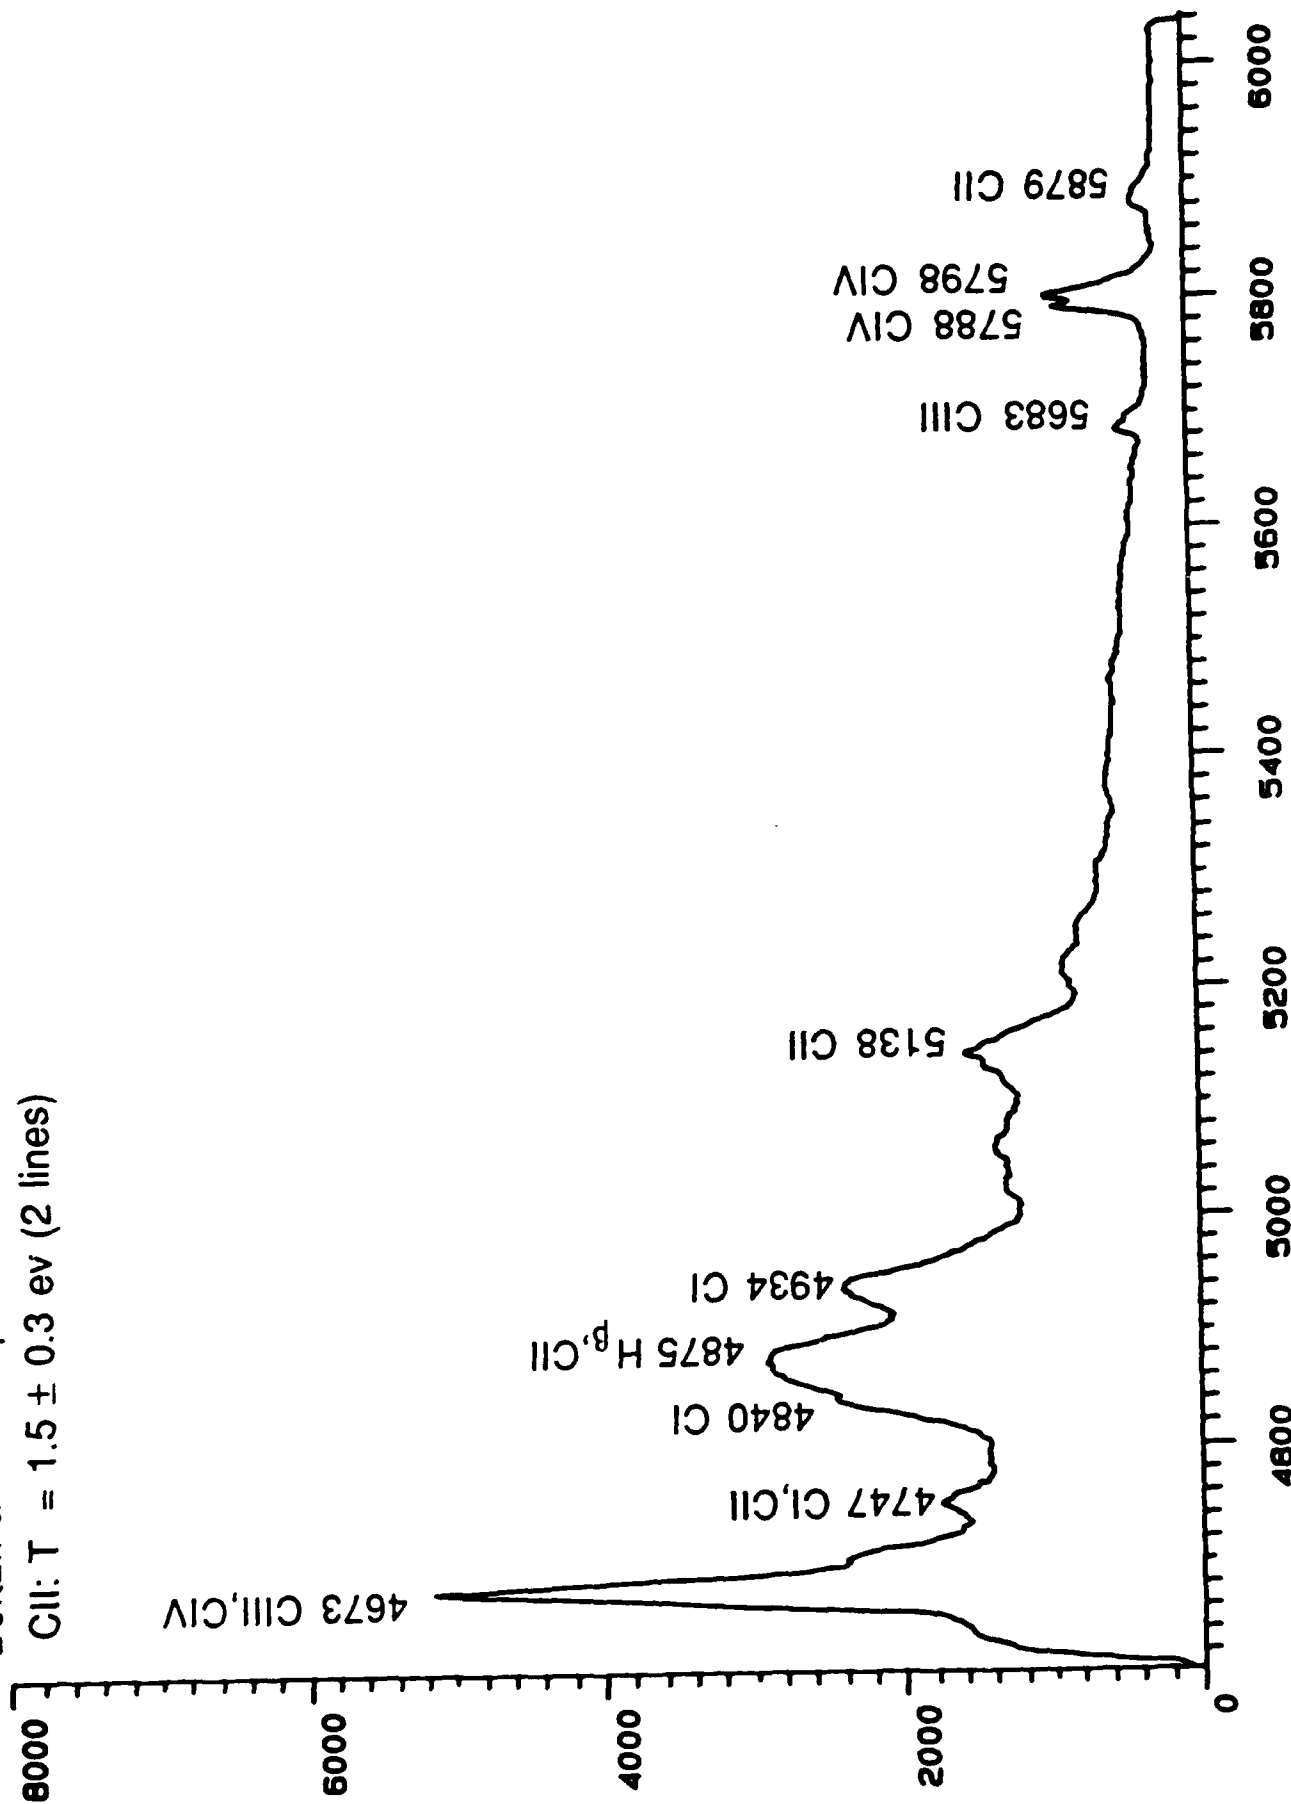 CII: T = 1.5 ± 0.3 ev (2 lines)
8000
6000
4000
2000
0
4673 CIII,CIV
4747 CI,CII
4840 CI
4875 Hβ,CII
4934 CI
5138 CII
5683 CIII
5788 CIV
5798 CIV
5879 CII
4800
5000
5200
5400
5600
5800
6000